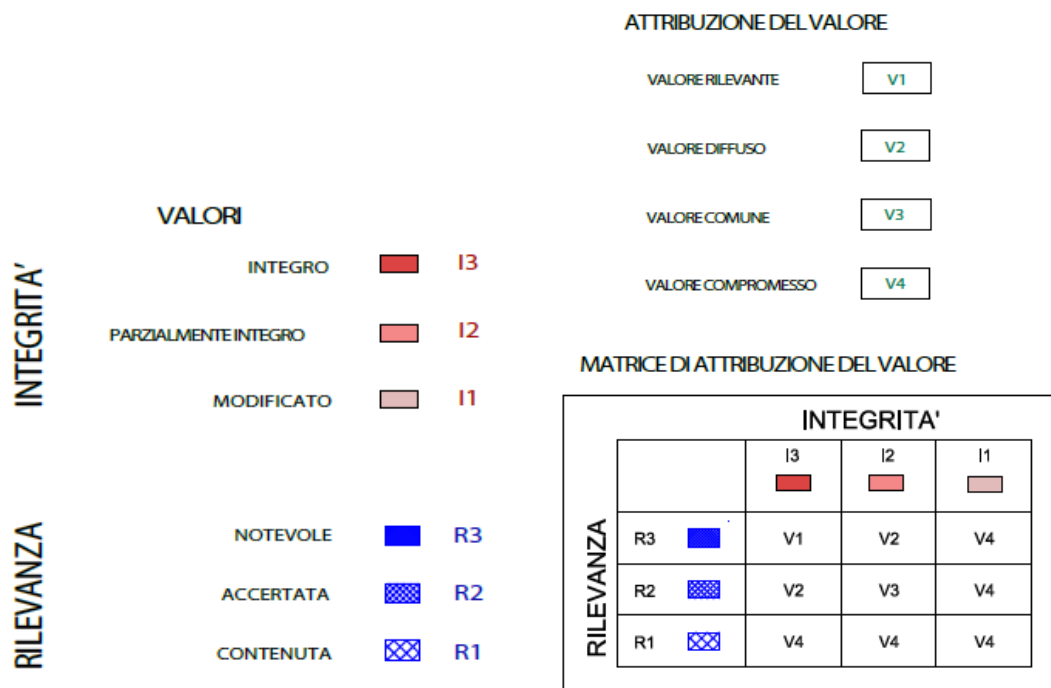 ATTRIBUZIONE DEL VALORE
VALORE RILEVANTE V1
VALORE DIFFUSO V2
VALORE COMUNE V3
VALORE COMPROMESSO V4
VALORI
INTEGRITA'
INTEGRO I3
PARZIALMENTE INTEGRO I2
MODIFICATO I1
RILEVANZA
NOTEVOLE R3
ACCERTATA R2
CONTENUTA R1
MATRICE DI ATTRIBUZIONE DEL VALORE
INTEGRITA'
I3 I2 I1
RILEVANZA
R3 V1 V2 V4
R2 V2 V3 V4
R1 V4 V4 V4